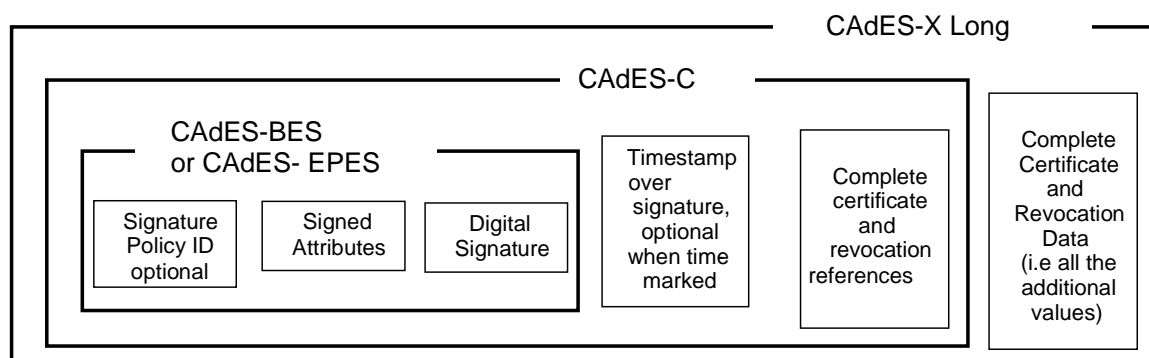 CAdES-X Long
CAdES-C
CAdES-BES
or CAdES- EPES
Signature
Policy ID
optional
Signed
Attributes
Digital
Signature
Timestamp
over
signature,
optional
when time
marked
Complete
certificate
and
revocation
references
Complete
Certificate
and
Revocation
Data
(i.e all the
additional
values)